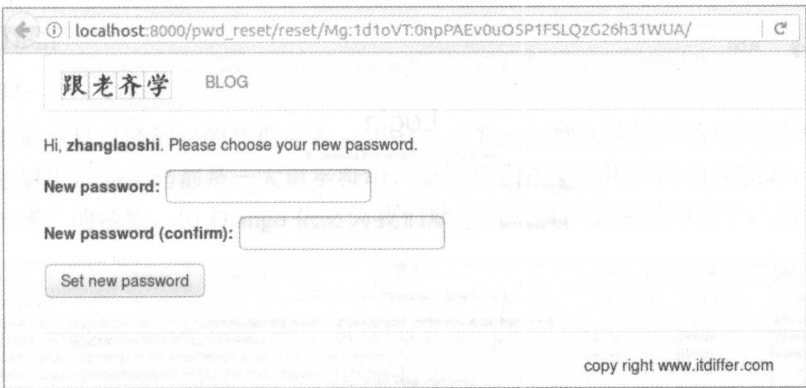 localhost:8000/pwd_reset/reset/Mg:1d1oVT:0npPAEv0uOSP1FSLQzG26h31WUA/
跟老齐学 BLOG
Hi, zhanglaoshi. Please choose your new password.
New password:
New password (confirm):
Set new password
copy right www.itdiffer.com